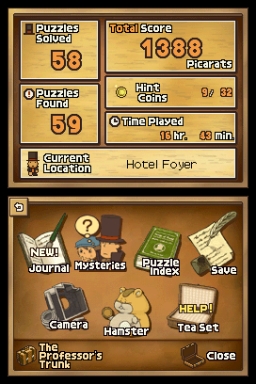 Puzzles
Solved
58
Total Score
1388
Picarats
Puzzles
Found
59
Hint
Coins
9/ 32
Time Played
16 hr. 43 min.
Current
Location
Hotel Foyer
NEW!
Journal
?
Mysteries
Puzzle
Index
Save
Camera
Hamster
HELP!
Tea Set
The
Professor's
Trunk
Close